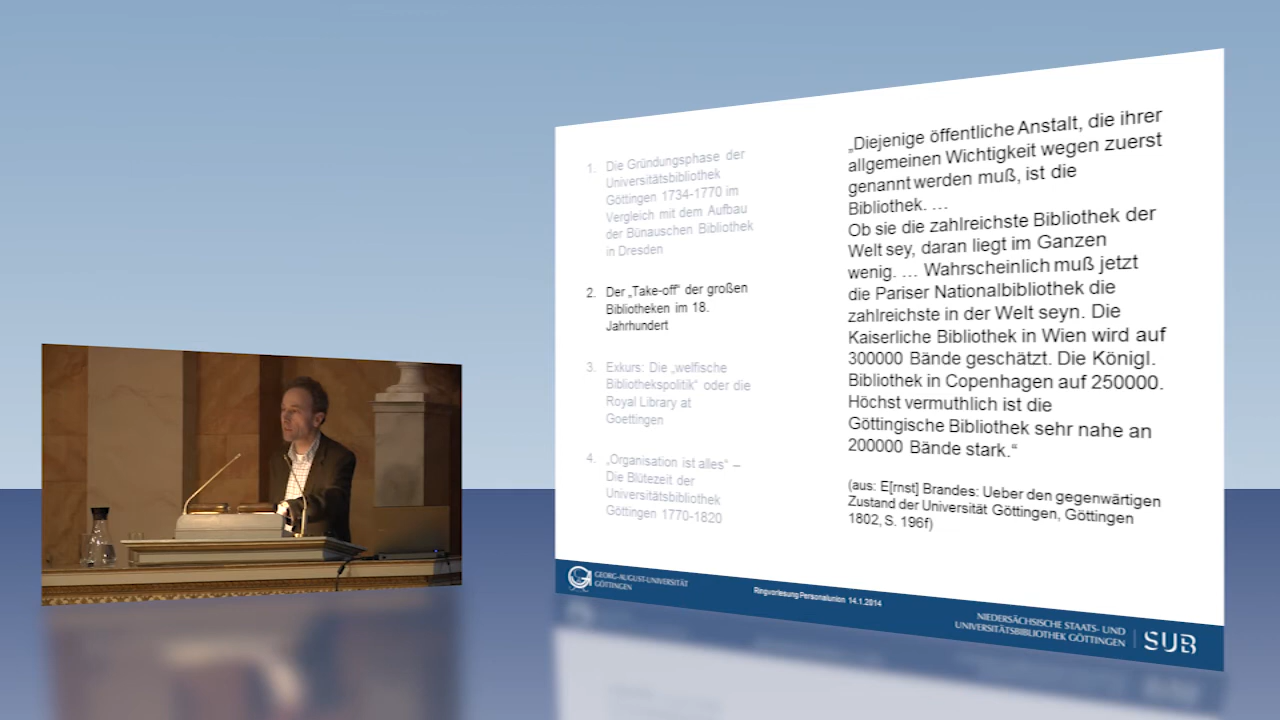 1. Die Gründungsphase der
Universitätsbibliothek
Göttingen 1734-1770 im
Vergleich mit dem Aufbau
der Bünauschen Bibliothek
in Dresden
2. Der „Take-off“ der großen
Bibliotheken im 18.
Jahrhundert
3. Exkurs: Die „welfische
Bibliothekspolitik“ oder die
Royal Library at
Goettingen
4. „Organisation ist alles“ –
Die Blütezeit der
Universitätsbibliothek
Göttingen 1770-1820
„Diejenige öffentliche Anstalt, die ihrer
allgemeinen Wichtigkeit wegen zuerst
genannt werden muß, ist die
Bibliothek. …
Ob sie die zahlreichste Bibliothek der
Welt sey, daran liegt im Ganzen
wenig. … Wahrscheinlich muß jetzt
die Pariser Nationalbibliothek die
zahlreichste in der Welt seyn. Die
Kaiserliche Bibliothek in Wien wird auf
300000 Bände geschätzt. Die Königl.
Bibliothek in Copenhagen auf 250000.
Höchst vermuthlich ist die
Göttingische Bibliothek sehr nahe an
200000 Bände stark.“
(aus: E[rnst] Brandes: Ueber den gegenwärtigen
Zustand der Universität Göttingen, Göttingen
1802, S. 196f)
GEORG-AUGUST-UNIVERSITÄT
GÖTTINGEN
Ringvorlesung Personalunion 14.1.2014
NIEDERSÄCHSISCHE STAATS- UND
UNIVERSITÄTSBIBLIOTHEK GÖTTINGEN
SUB